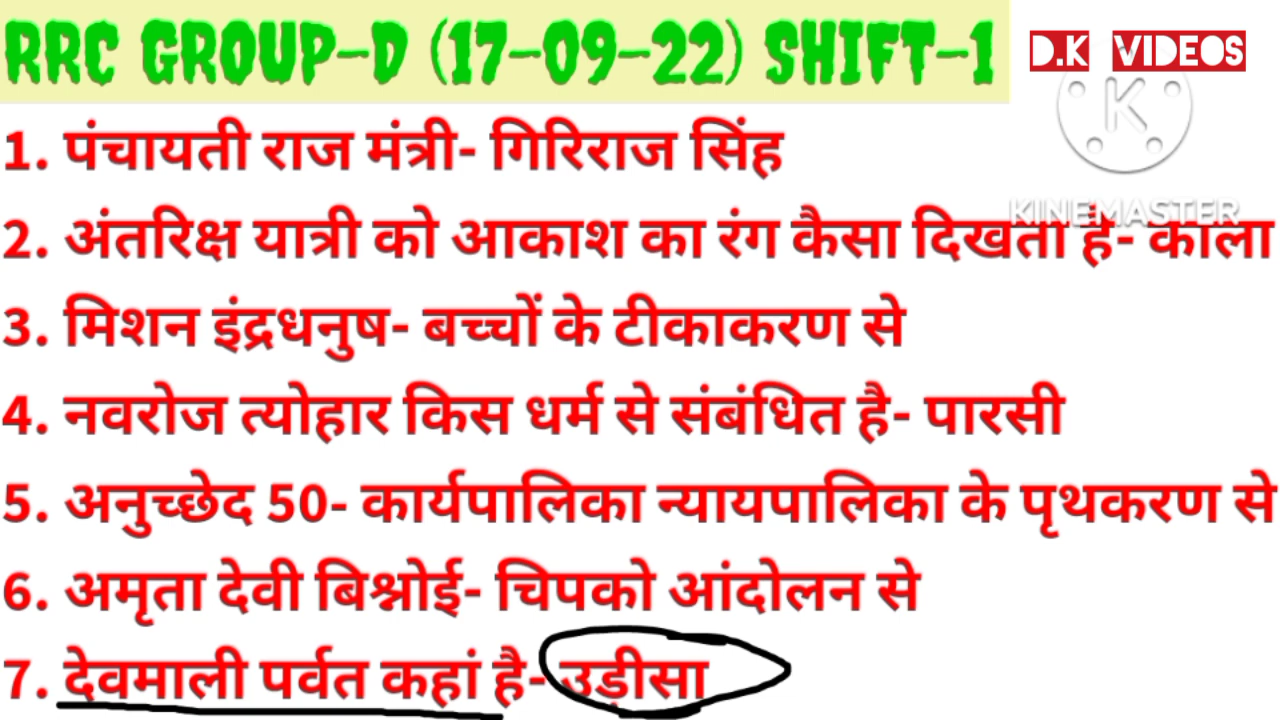 RRC GROUP-D (17-09-22) SHIFT-1
D.K VIDEOS
K
KINEMASTER
1. पंचायती राज मंत्री- गिरिराज सिंह
2. अंतरिक्ष यात्री को आकाश का रंग कैसा दिखता है- काला
3. मिशन इंद्रधनुष- बच्चों के टीकाकरण से
4. नवरोज त्योहार किस धर्म से संबंधित है- पारसी
5. अनुच्छेद 50- कार्यपालिका न्यायपालिका के पृथकरण से
6. अमृता देवी बिश्नोई- चिपको आंदोलन से
7. देवमाली पर्वत कहां है- उड़ीसा